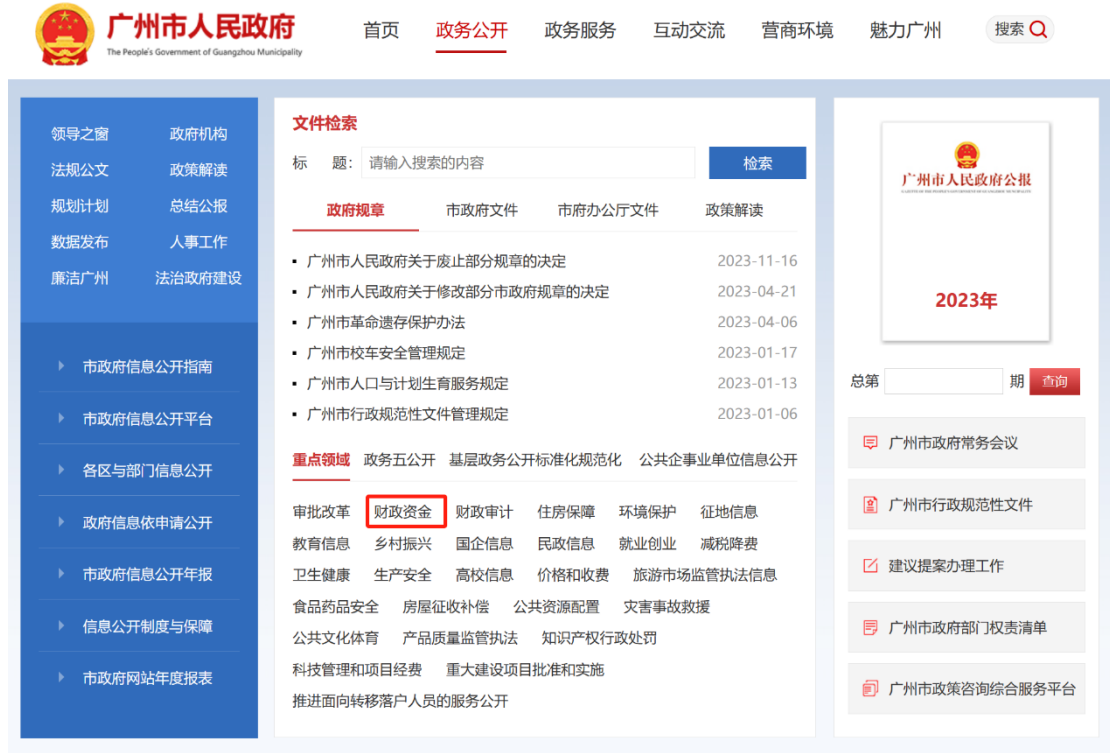 广州市人民政府
The People's Government of Guangzhou Municipality
首页 政务公开 政务服务 互动交流 营商环境 魅力广州 搜索
领导之窗 政府机构
法规公文 政策解读
规划计划 总结公报
数据发布 人事工作
廉洁广州 法治政府建设
市政府信息公开指南
市政府信息公开平台
各区与部门信息公开
政府信息依申请公开
市政府信息公开年报
信息公开制度与保障
市政府网站年度报表
文件检索
标 题: 请输入搜索的内容 检索
政府规章 市政府文件 市府办公厅文件 政策解读
广州市人民政府关于废止部分规章的决定 2023-11-16
广州市人民政府关于修改部分市政府规章的决定 2023-04-21
广州市革命遗存保护办法 2023-04-06
广州市校车安全管理规定 2023-01-17
广州市人口与计划生育服务规定 2023-01-13
广州市行政规范性文件管理规定 2023-01-06
重点领域 政务五公开 基层政务公开标准化规范化 公共企事业单位信息公开
审批改革 财政资金 财政审计 住房保障 环境保护 征地信息
教育信息 乡村振兴 国企信息 民政信息 就业创业 减税降费
卫生健康 生产安全 高校信息 价格和收费 旅游市场监管执法信息
食品药品安全 房屋征收补偿 公共资源配置 灾害事故救援
公共文化体育 产品质量监管执法 知识产权行政处罚
科技管理和项目经费 重大建设项目批准和实施
推进面向转移落户人员的服务公开
广州市人民政府公报
2023年
总第 期 查询
广州市政府常务会议
广州市行政规范性文件
建议提案办理工作
广州市政府部门权责清单
广州市政策咨询综合服务平台